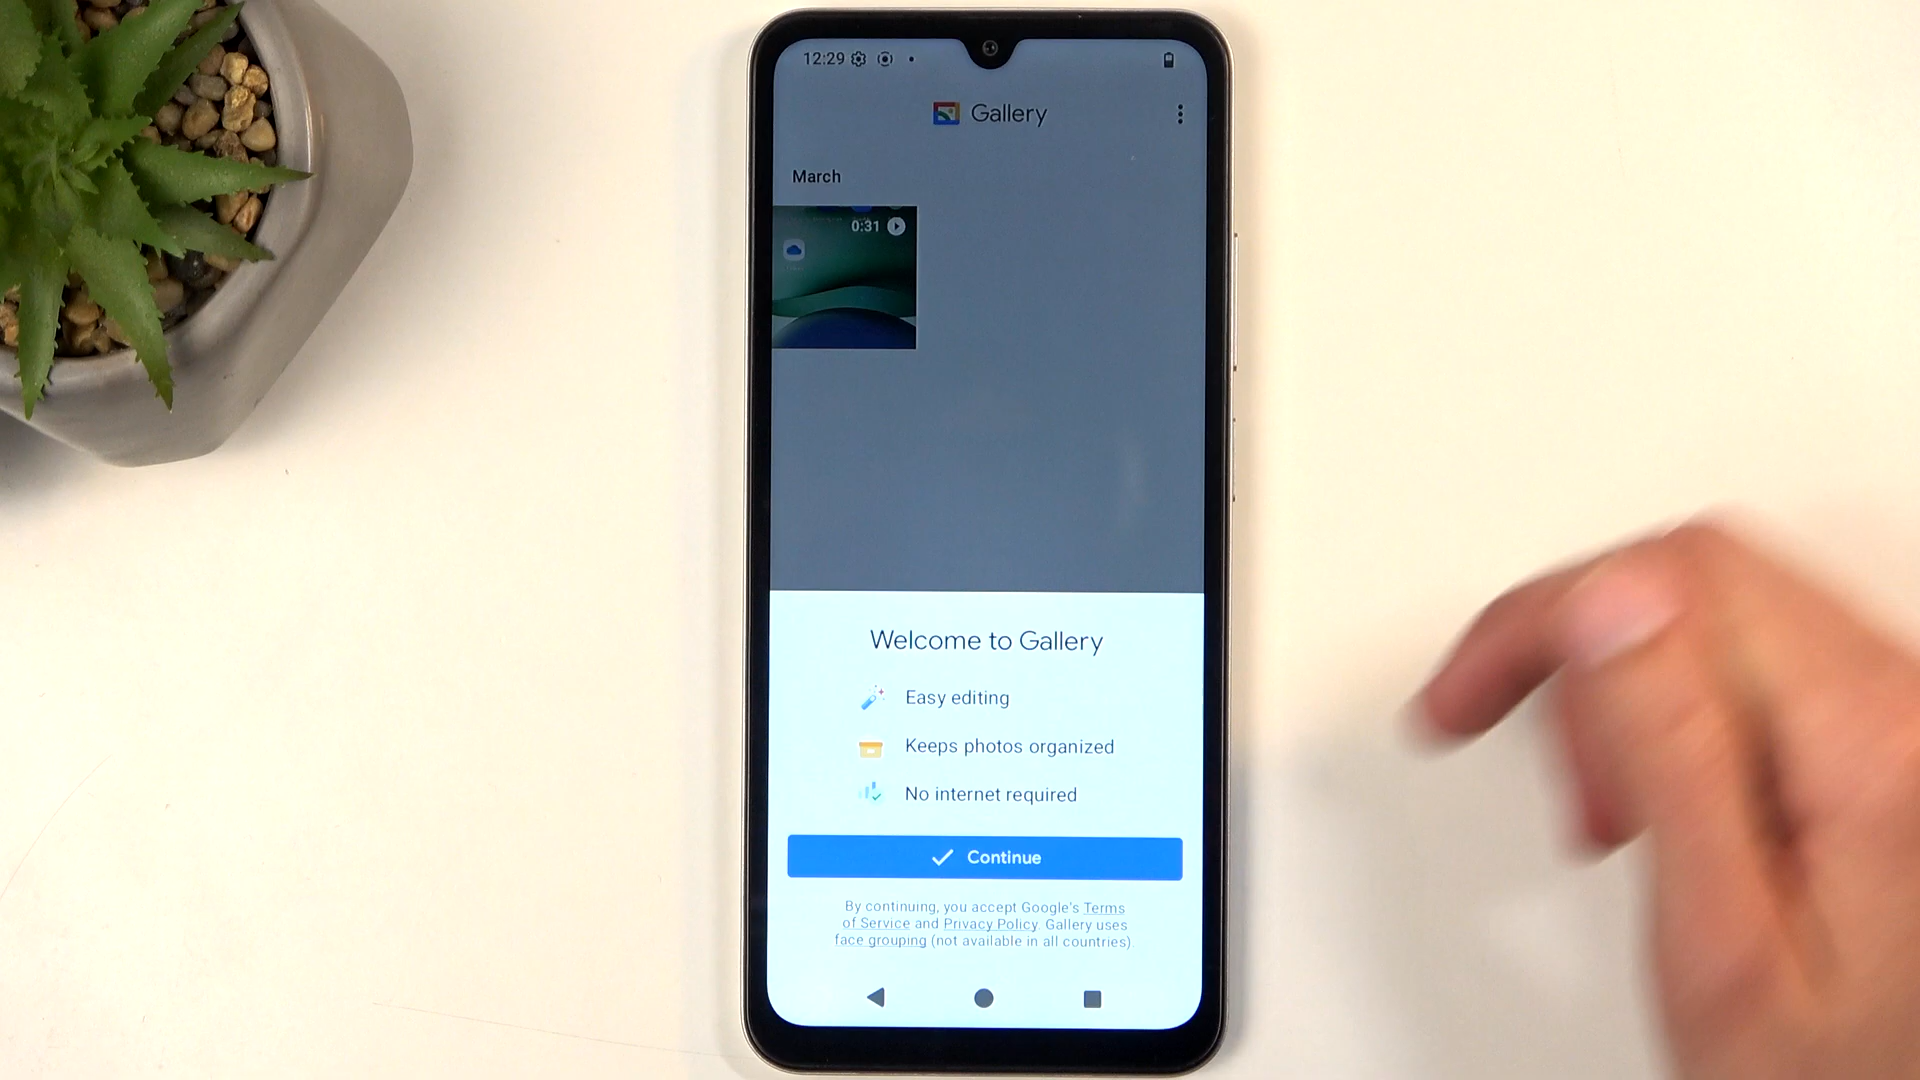 12:29
Gallery
March
0:31
Welcome to Gallery
Easy editing
Keeps photos organized
No internet required
Continue
By continuing, you accept Google's Terms
of Service and Privacy Policy. Gallery uses
face grouping (not available in all countries).